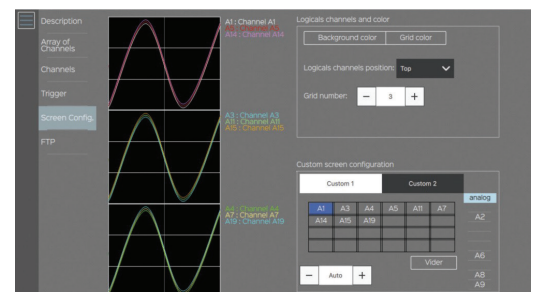 Description
Array of
Channels
Channels
Trigger
Screen Config.
FTP
A1 : Channel A1
A14 : Channel A14
A3 : Channel A3
A11 : Channel A11
A15 : Channel A15
A4 : Channel A4
A7 : Channel A7
A19 : Channel A19
Logicals channels and color
Background color
Grid color
Logicals channels position:
Top
Grid number:
−
3
+
Custom screen configuration
Custom 1
Custom 2
analog
A1 A3 A4 A5 A11 A7
A14 A15 A19
A2
A6
A8
A9
Vider
−
Auto
+